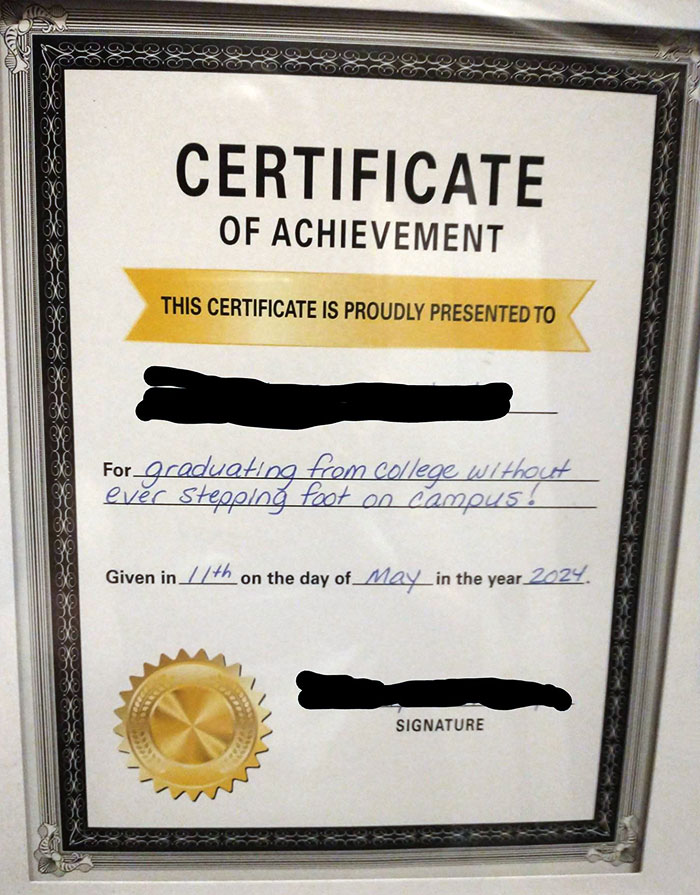 CERTIFICATE
OF ACHIEVEMENT
THIS CERTIFICATE IS PROUDLY PRESENTED TO
For graduating from college without
ever stepping foot on campus!
Given in 11th on the day of May in the year 2024.
SIGNATURE